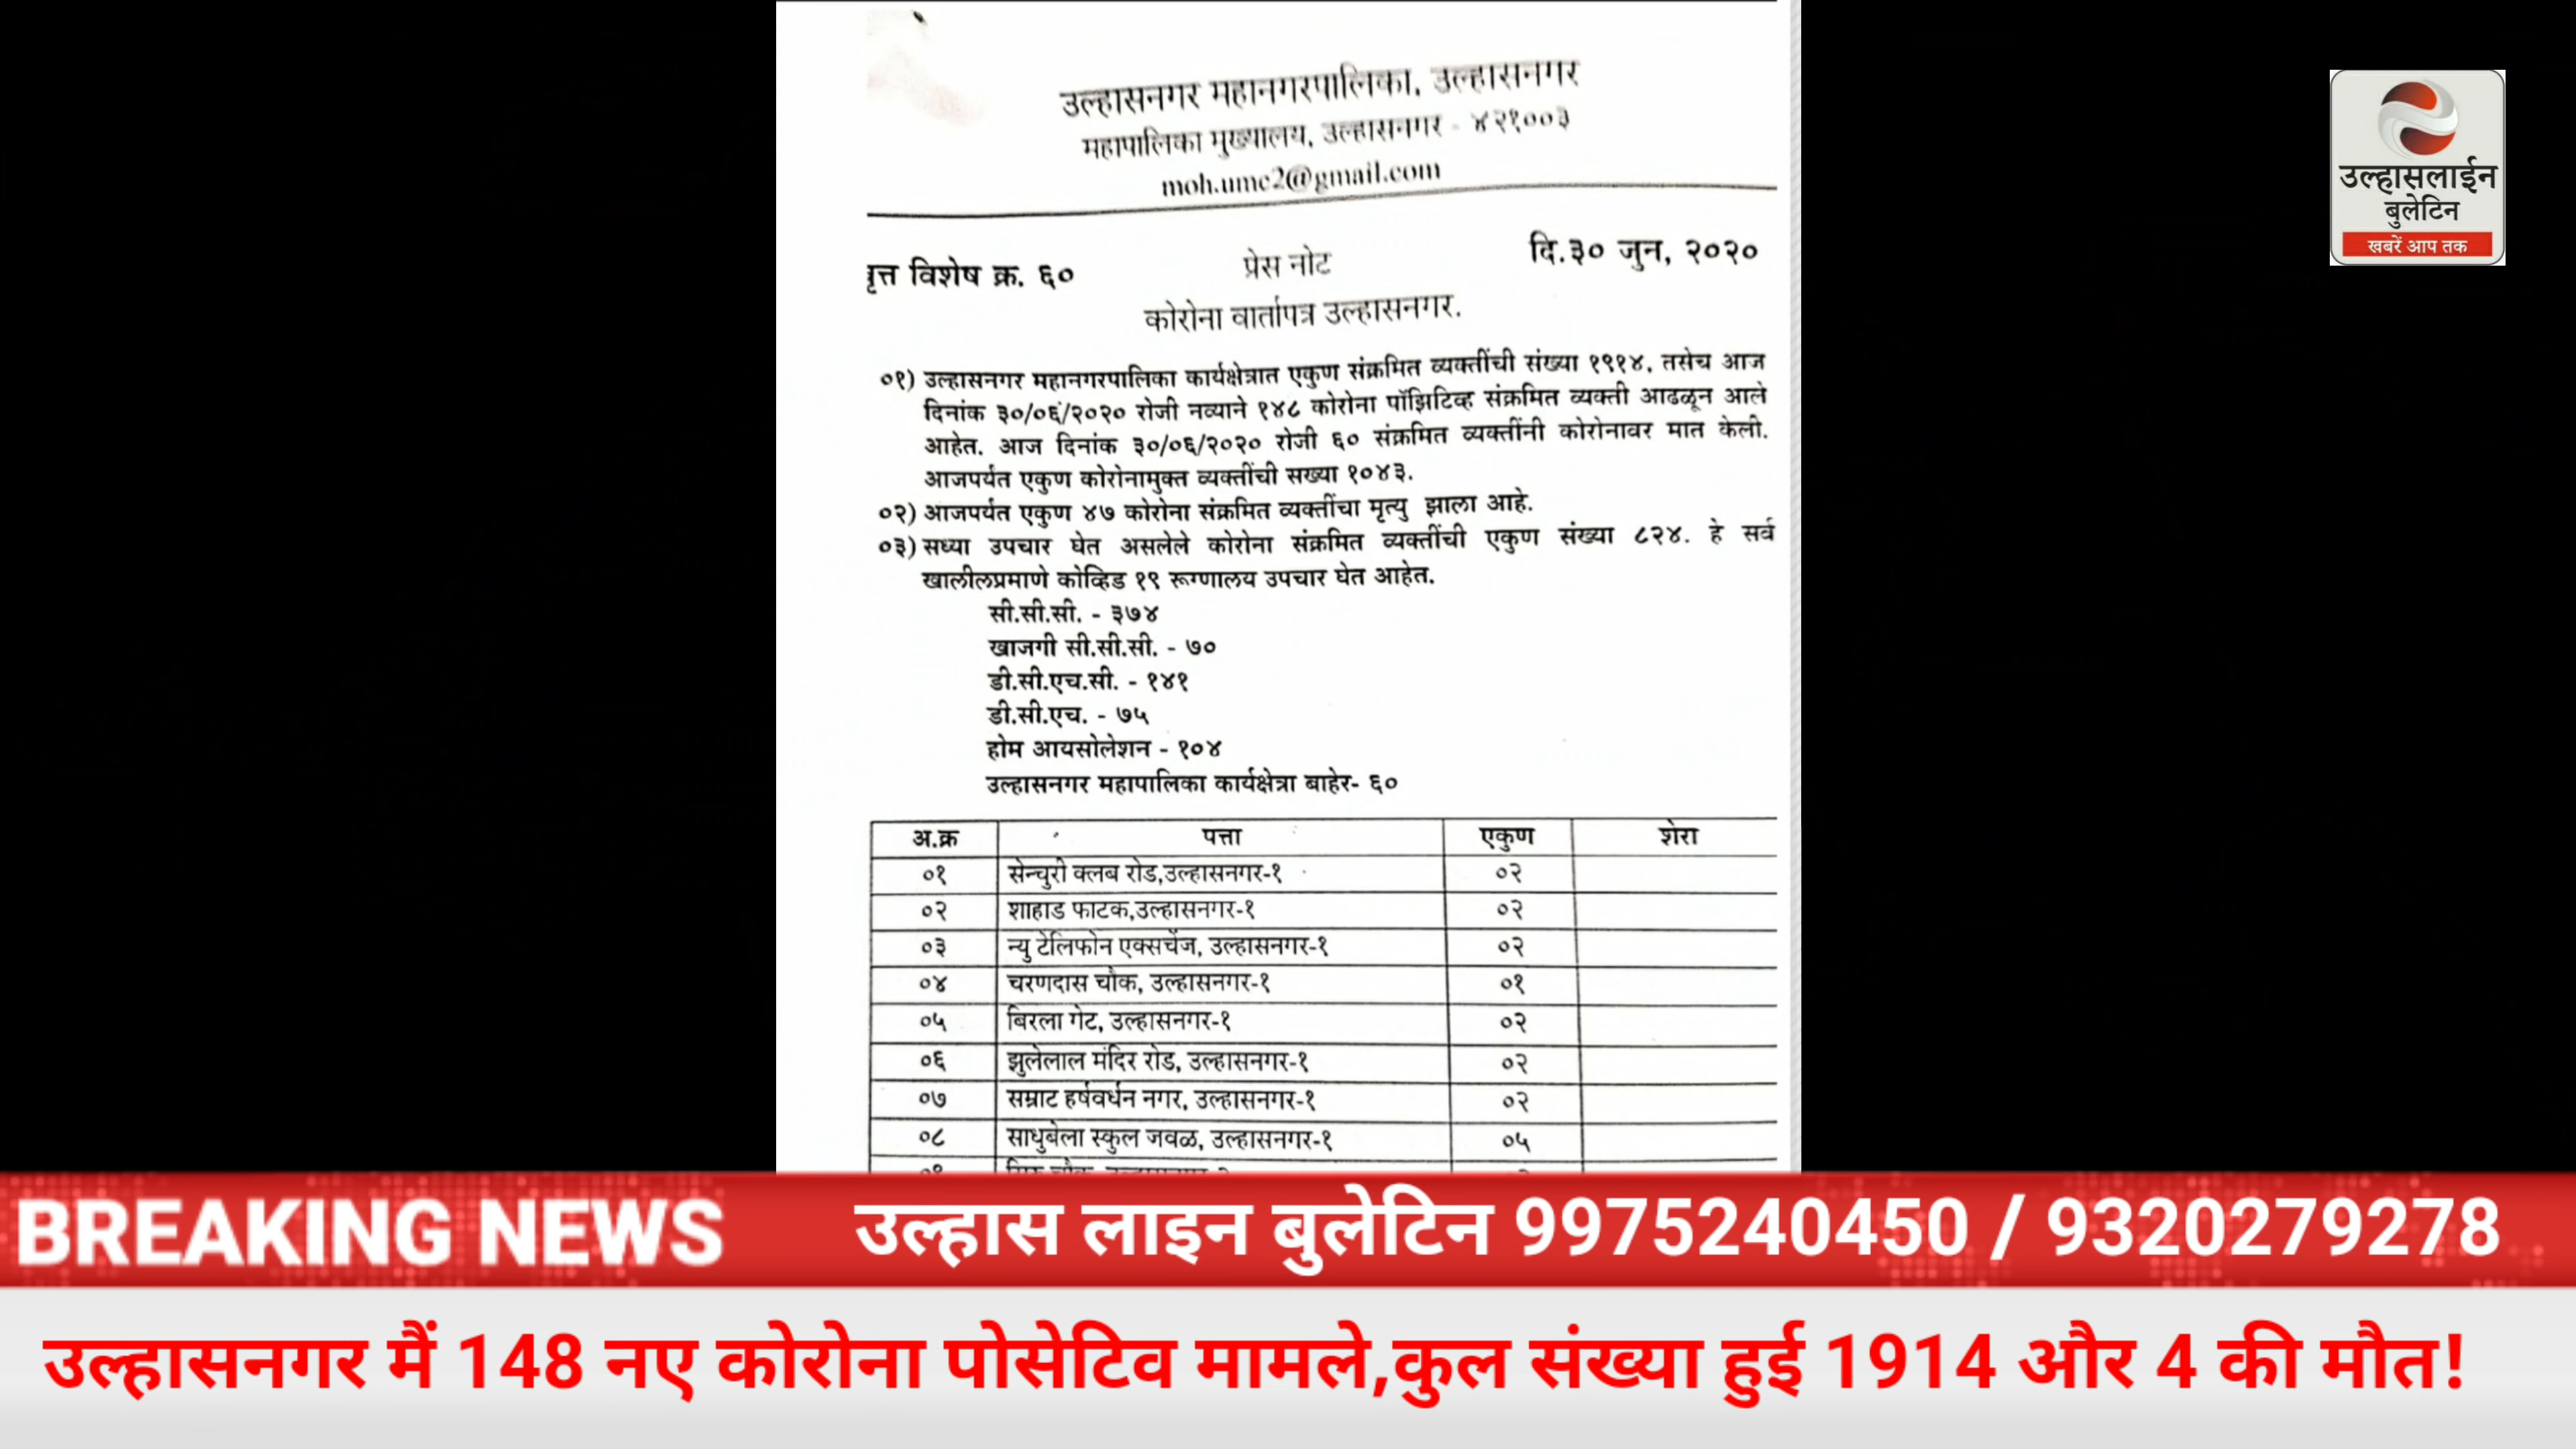 उल्हासनगर महानगरपालिका, उल्हासनगर
महापालिका मुख्यालय, उल्हासनगर - ४२१००३
moh.umc2@gmail.com
वृत्त विशेष क्र. ६०
प्रेस नोट
दि.३० जुन, २०२०
कोरोना वार्तापत्र उल्हासनगर.
०१) उल्हासनगर महानगरपालिका कार्यक्षेत्रात एकुण संक्रमित व्यक्तींची संख्या १९१४. तसेच आज
दिनांक ३०/०६/२०२० रोजी नव्याने १४८ कोरोना पॉझिटिव्ह संक्रमित व्यक्ती आढळून आले
आहेत. आज दिनांक ३०/०६/२०२० रोजी ६० संक्रमित व्यक्तींनी कोरोनावर मात केली.
आजपर्यंत एकुण कोरोनामुक्त व्यक्तींची सख्या १०४३.
०२) आजपर्यंत एकुण ४७ कोरोना संक्रमित व्यक्तींचा मृत्यु झाला आहे.
०३) सध्या उपचार घेत असलेले कोरोना संक्रमित व्यक्तींची एकुण संख्या ८२४. हे सर्व
खालीलप्रमाणे कोव्हिड १९ रूग्णालय उपचार घेत आहेत.
सी.सी.सी. - ३७४
खाजगी सी.सी.सी. - ७०
डी.सी.एच.सी. - १४१
डी.सी.एच. - ७५
होम आयसोलेशन - १०४
उल्हासनगर महापालिका कार्यक्षेत्रा बाहेर- ६०
अ.क्र पत्ता एकुण शेरा
०१ सेन्चुरी क्लब रोड,उल्हासनगर-१ ०२
०२ शाहाड फाटक,उल्हासनगर-१ ०२
०३ न्यु टेलिफोन एक्सचेंज, उल्हासनगर-१ ०२
०४ चरणदास चौक, उल्हासनगर-१ ०१
०५ बिरला गेट, उल्हासनगर-१ ०२
०६ झुलेलाल मंदिर रोड, उल्हासनगर-१ ०२
०७ सम्राट हर्षवर्धन नगर, उल्हासनगर-१ ०२
०८ साधुबेला स्कुल जवळ, उल्हासनगर-१ ०५
उल्हासलाईन
बुलेटिन
खबरें आप तक
BREAKING NEWS
उल्हास लाइन बुलेटिन 9975240450 / 9320279278
उल्हासनगर मैं 148 नए कोरोना पोसेटिव मामले,कुल संख्या हुई 1914 और 4 की मौत!